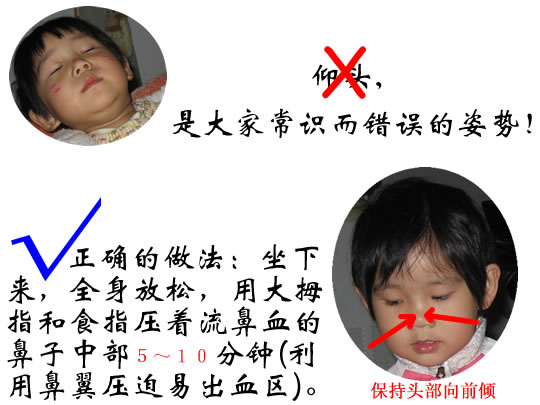 仰头，
是大家常识而错误的姿势！
正确的做法：坐下
来，全身放松，用大拇
指和食指压着流鼻血的
鼻子中部5～10分钟(利
用鼻翼压迫易出血区)。
保持头部向前倾